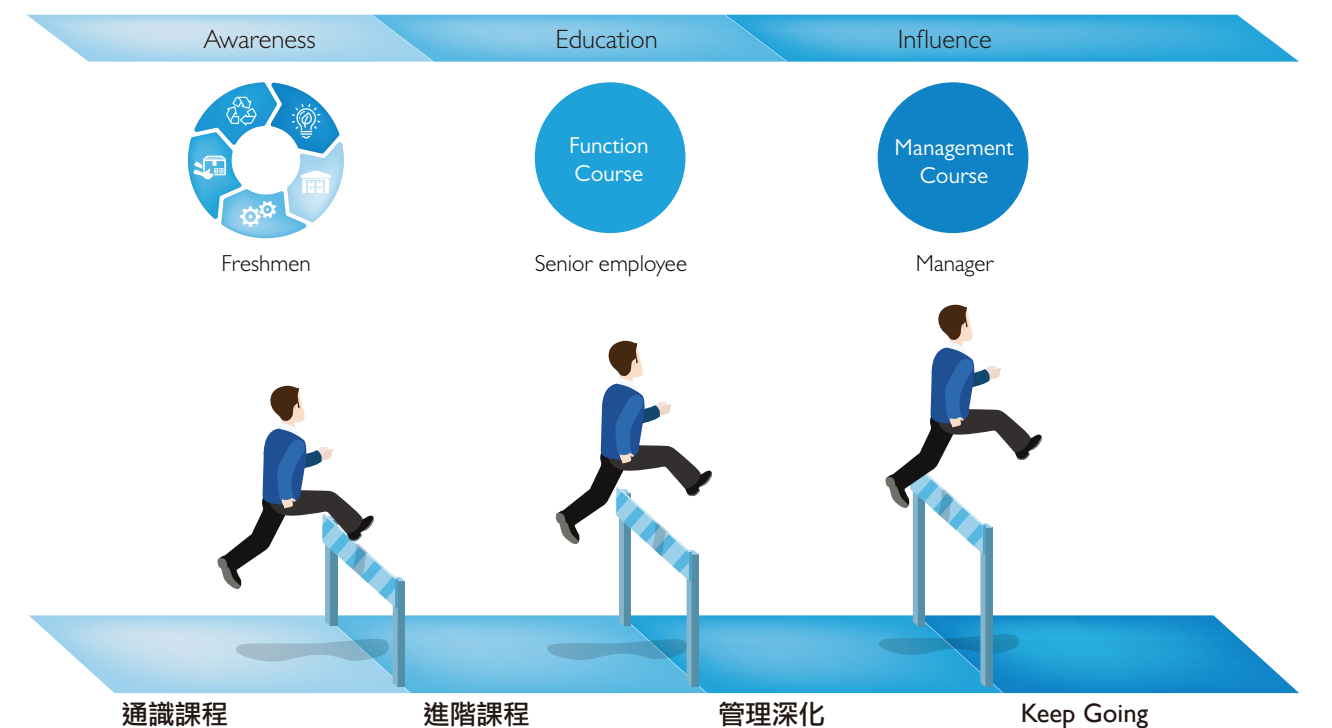 Awareness
Education
Influence
Function
Course
Management
Course
Freshmen
Senior employee
Manager
通識課程
進階課程
管理深化
Keep Going